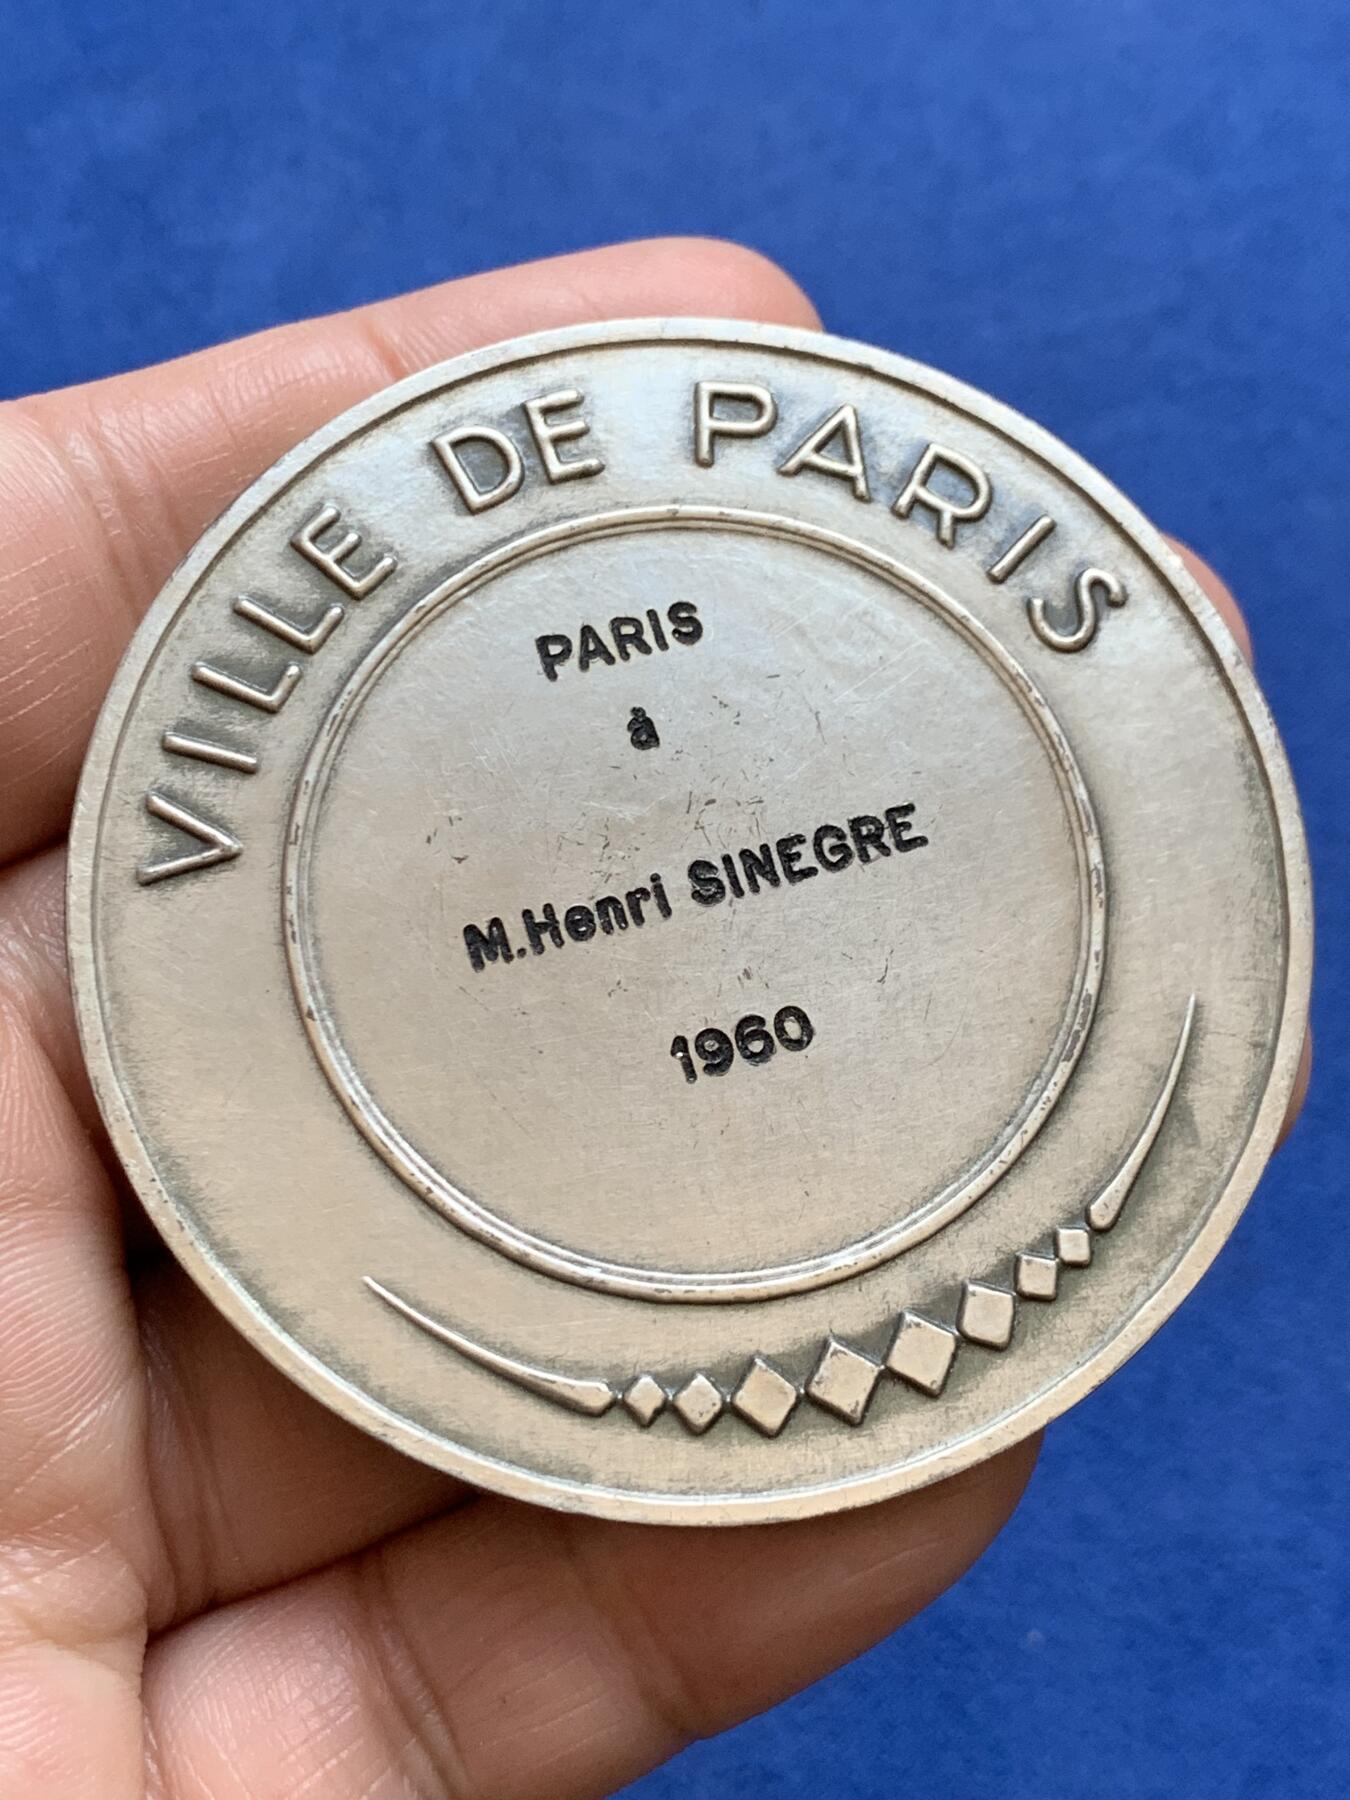 VILLE DE PARIS
PARIS
à
M.Henri SINEGRE
1960